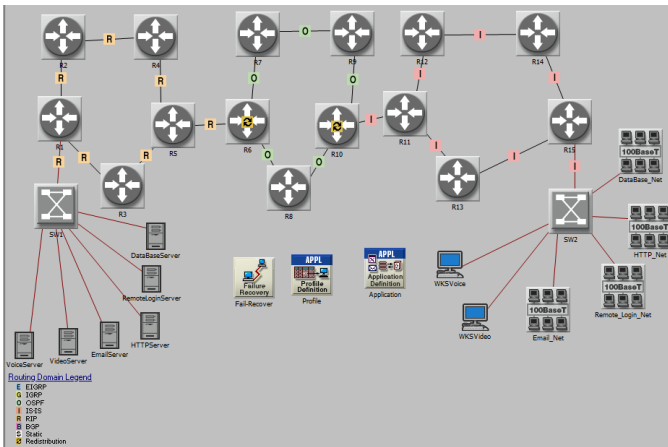 R2
R4
R7
R9
R12
R14
R
R
R
R
R
R
R
R
R
O
O
O
O
O
O
I
I
I
I
I
I
I
I
R1
R3
R5
R6
R8
R10
R11
R13
R15
SW1
SW2
100BaseT
DataBase_Net
100BaseT
HTTP_Net
100BaseT
Remote_Login_Net
100BaseT
Email_Net
WKSVoice
WKSVideo
DataBaseServer
RemoteLoginServer
HTTPServer
EmailServer
VideoServer
VoiceServer
Failure
Recovery
Fail-Recover
APPL
Profile
Definition
Profile
APPL
Application
Definition
Application
Routing Domain Legend
E EIGRP
G IGRP
O OSPF
I IS-IS
R RIP
B BGP
S Static
Redistribution